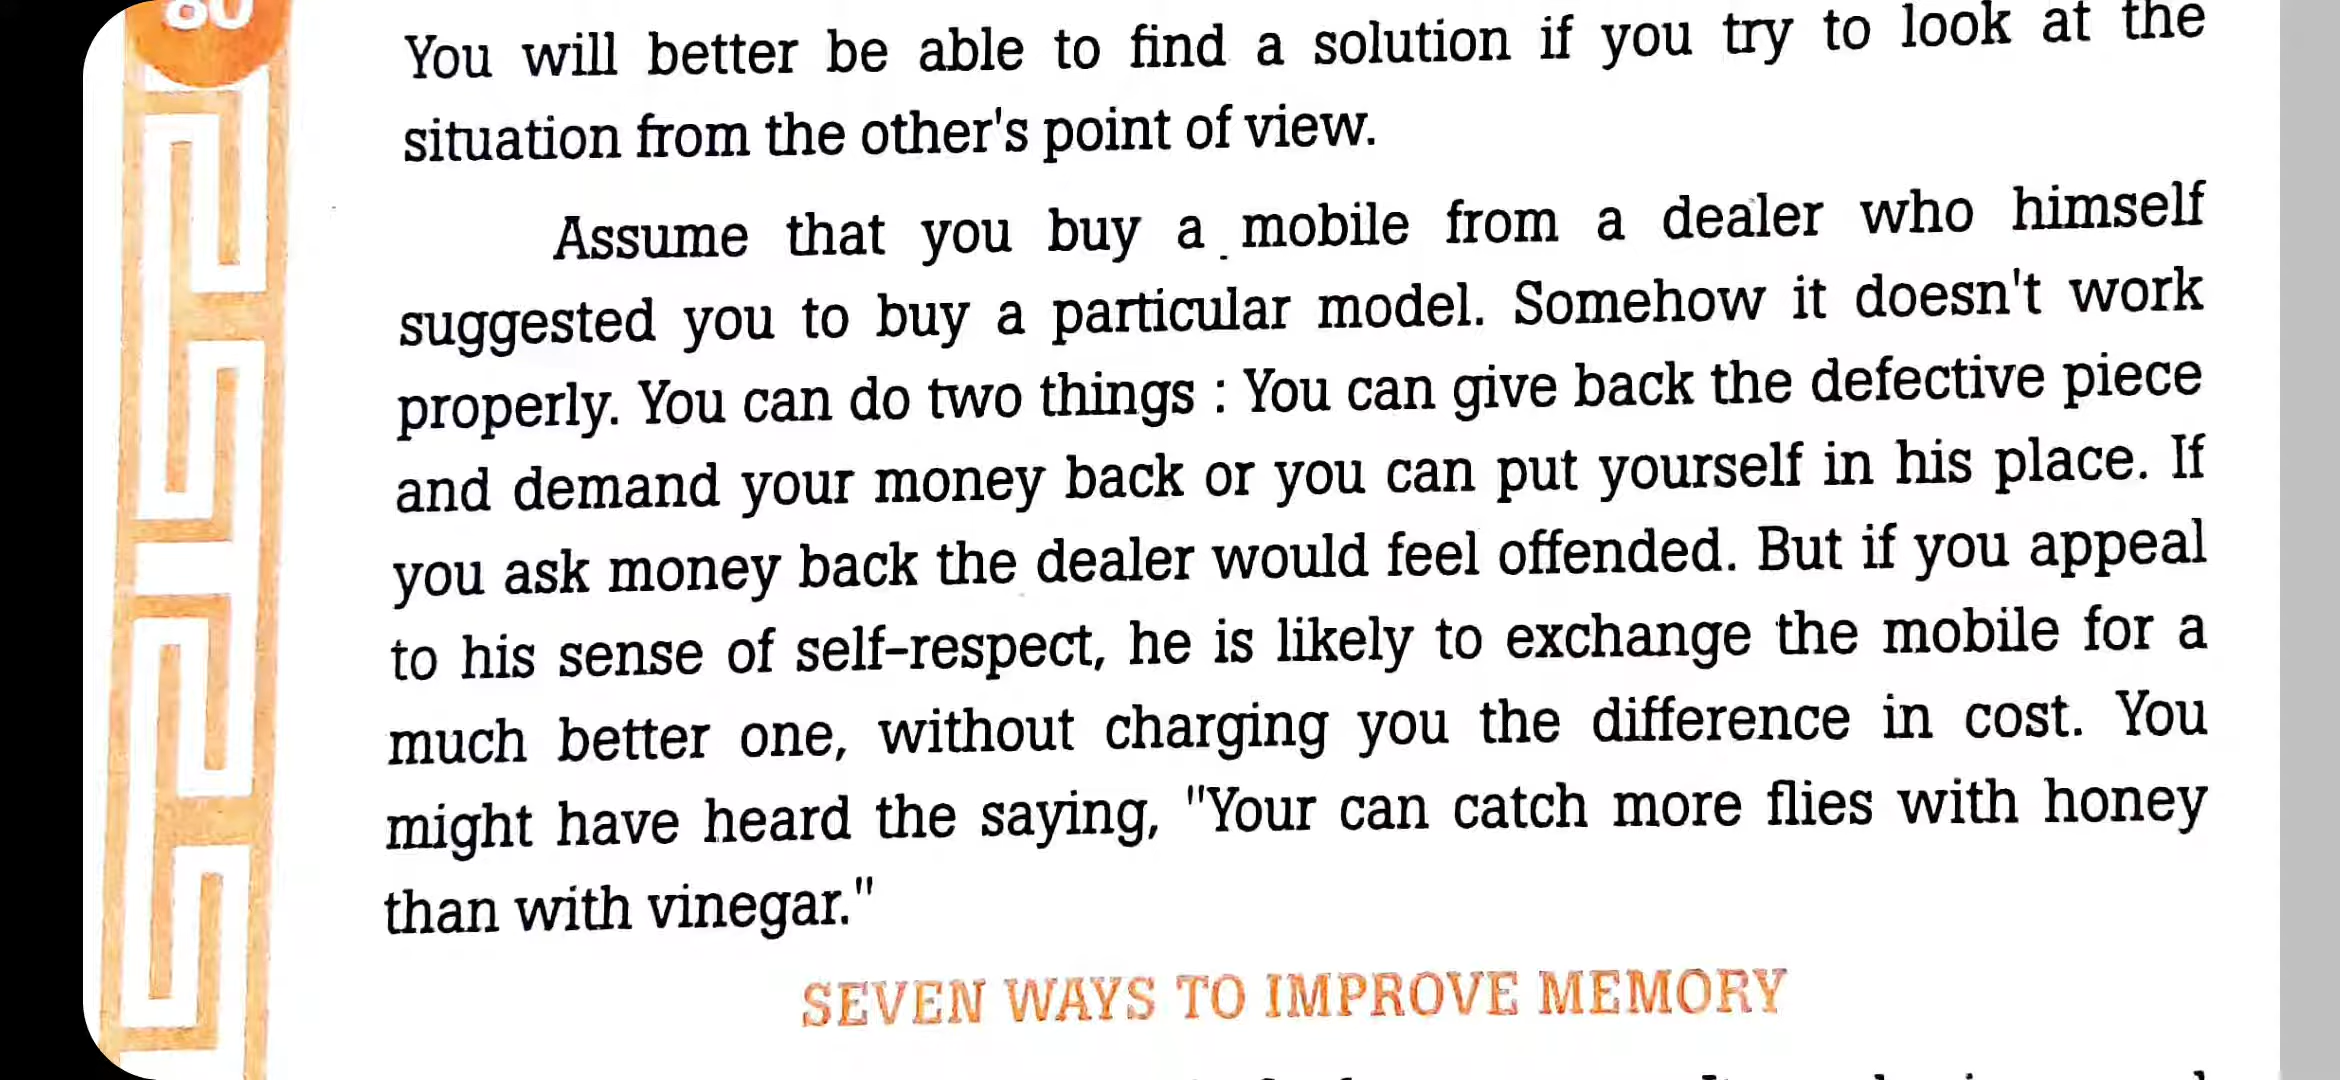 80
You will better be able to find a solution if you try to look at the
situation from the other's point of view.
Assume that you buy a mobile from a dealer who himself
suggested you to buy a particular model. Somehow it doesn't work
properly. You can do two things : You can give back the defective piece
and demand your money back or you can put yourself in his place. If
you ask money back the dealer would feel offended. But if you appeal
to his sense of self-respect, he is likely to exchange the mobile for a
much better one, without charging you the difference in cost. You
might have heard the saying, "Your can catch more flies with honey
than with vinegar."
SEVEN WAYS TO IMPROVE MEMORY